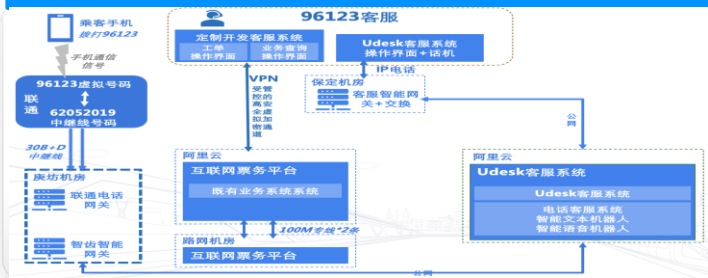 乘客手机
拨打96123
手机通信
信号
96123虚拟号码
联通
62052019
中继线号码
30B+D
中继线
庚坊机房
联通电话
网关
智齿智能
网关
96123客服
定制开发客服系统
工单
操作界面
业务查询
操作界面
Udesk客服系统
操作界面+话机
VPN
受管
控的高安
全虚
拟加
密通
道
IP电话
保定机房
客服智能网
关+交换
公网
阿里云
互联网票务平台
既有业务系统系统
100M专线*2条
路网机房
互联网票务平台
阿里云
Udesk客服系统
Udesk客服系统
电话客服系统
智能文本机器人
智能语音机器人
公网